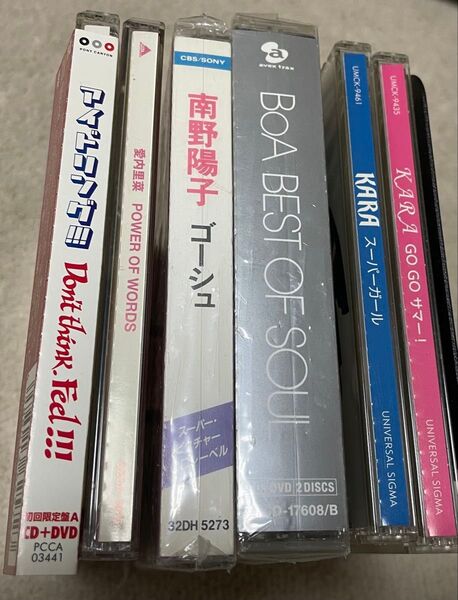 PONY CANYON
アイドリング!!!
Don't think. Feel!!!
初回限定盤A
CD+DVD
PCCA
03441
愛内里菜 POWER OF WORDS
CBS/SONY
南野陽子 ゴーシュ
スーパー・
ピクチャー
レーベル
32DH 5273
avex trax
BoA BEST OF SOUL
DVD 2DISCS
-17608/B
UMCK-9461
KARA スーパーガール
UNIVERSAL SIGMA
UMCK-9435
KARA GO GO サマー!
UNIVERSAL SIGMA